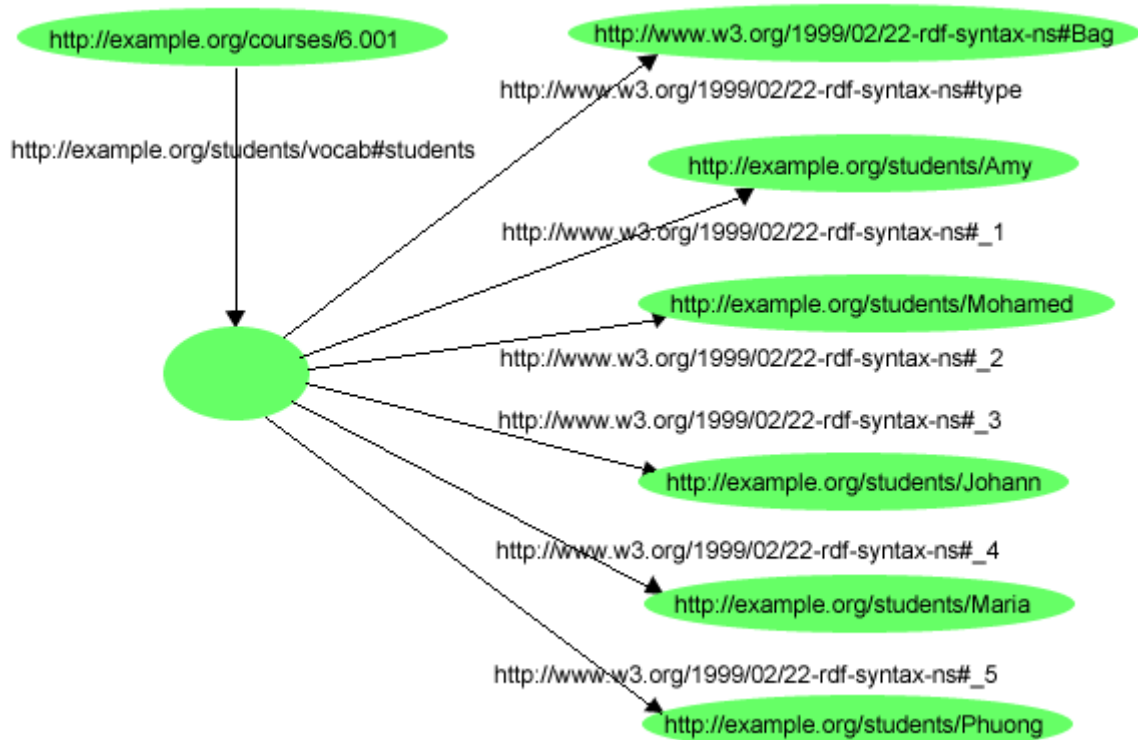 http://example.org/courses/6.001
http://www.w3.org/1999/02/22-rdf-syntax-ns#Bag
http://www.w3.org/1999/02/22-rdf-syntax-ns#type
http://example.org/students/vocab#students
http://example.org/students/Amy
http://www.w3.org/1999/02/22-rdf-syntax-ns#_1
http://example.org/students/Mohamed
http://www.w3.org/1999/02/22-rdf-syntax-ns#_2
http://www.w3.org/1999/02/22-rdf-syntax-ns#_3
http://example.org/students/Johann
http://www.w3.org/1999/02/22-rdf-syntax-ns#_4
http://example.org/students/Maria
http://www.w3.org/1999/02/22-rdf-syntax-ns#_5
http://example.org/students/Phuong